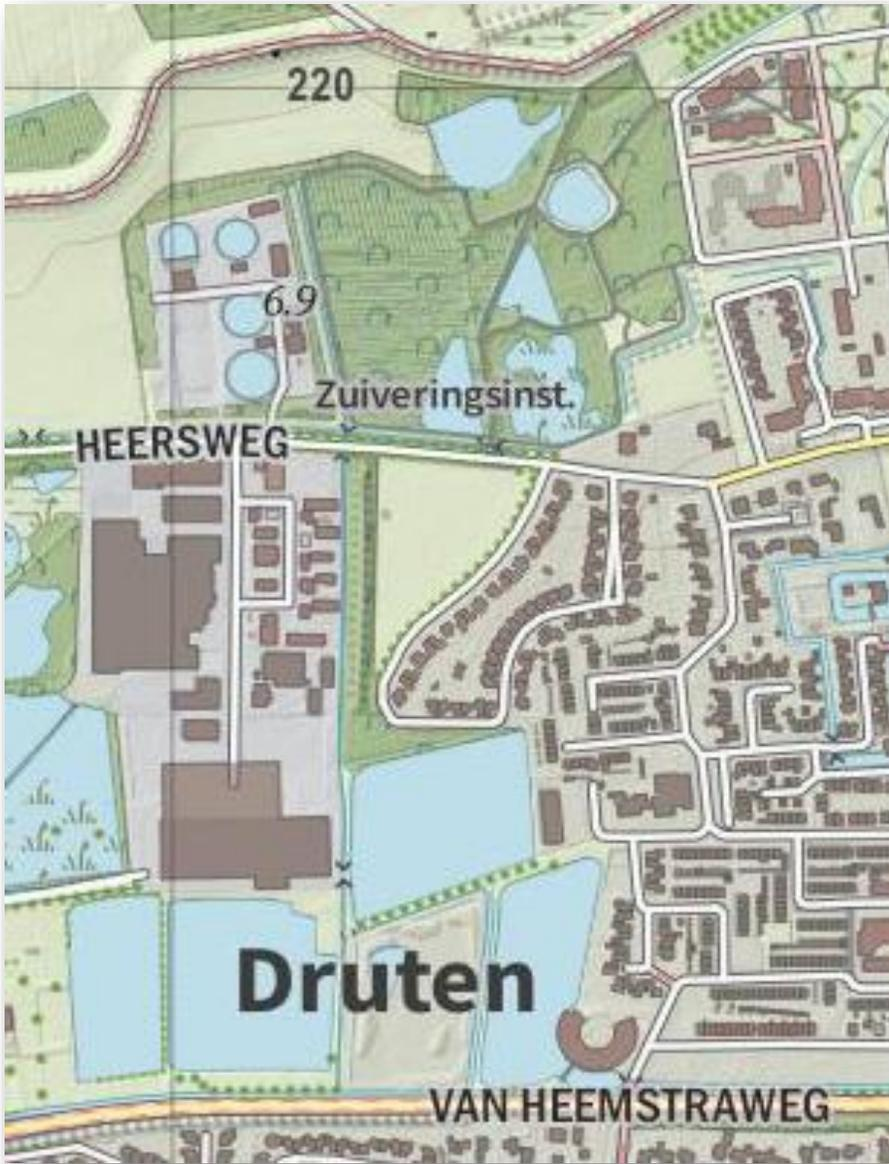 220
6.9
Zuiveringsinst.
HEERSWEG
Druten
VAN HEEMSTRAWEG